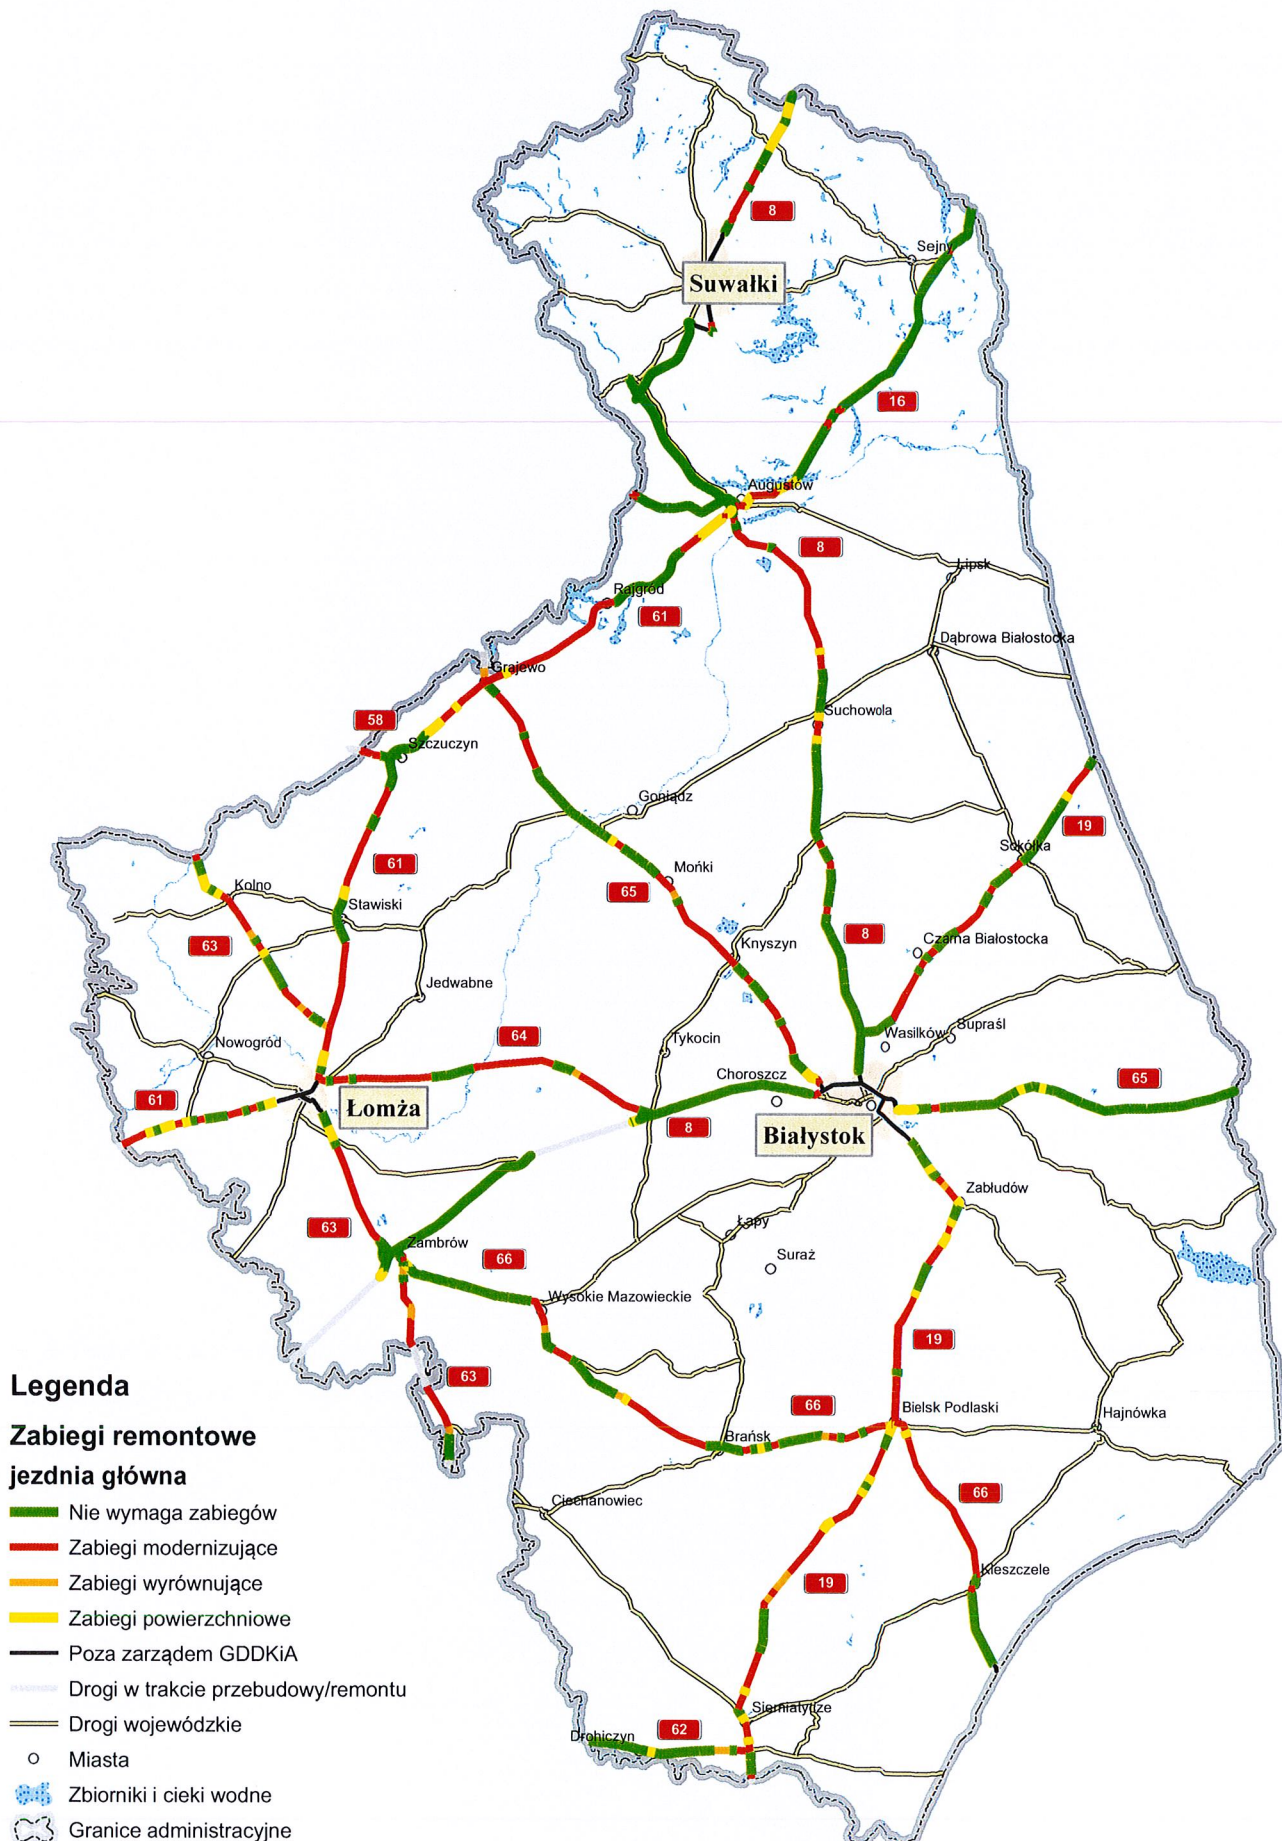 8
Sejny
Suwałki
16
Augustów
8
Lipsk
Rajgród
61
Dąbrowa Białostocka
Grajewo
58
Suchowola
Szczuczyn
Goniądz
19
Sokółka
61
Mońki
Kolno
65
Stawiski
8
Czarna Białostocka
63
Knyszyn
Jedwabne
64
Wasilków
Supraśl
Nowogród
Tykocin
Choroszcz
65
61
Łomża
8
Białystok
Zabłudów
63
Łapy
Zambrów
66
Suraż
Wysokie Mazowieckie
19
63
66
Bielsk Podlaski
Hajnówka
Brańsk
66
Ciechanowiec
Kleszczele
19
Siemiatycze
Drohiczyn
62
Legenda
Zabiegi remontowe
jezdnia główna
Nie wymaga zabiegów
Zabiegi modernizujące
Zabiegi wyrównujące
Zabiegi powierzchniowe
Poza zarządem GDDKiA
Drogi w trakcie przebudowy/remontu
Drogi wojewódzkie
Miasta
Zbiorniki i cieki wodne
Granice administracyjne